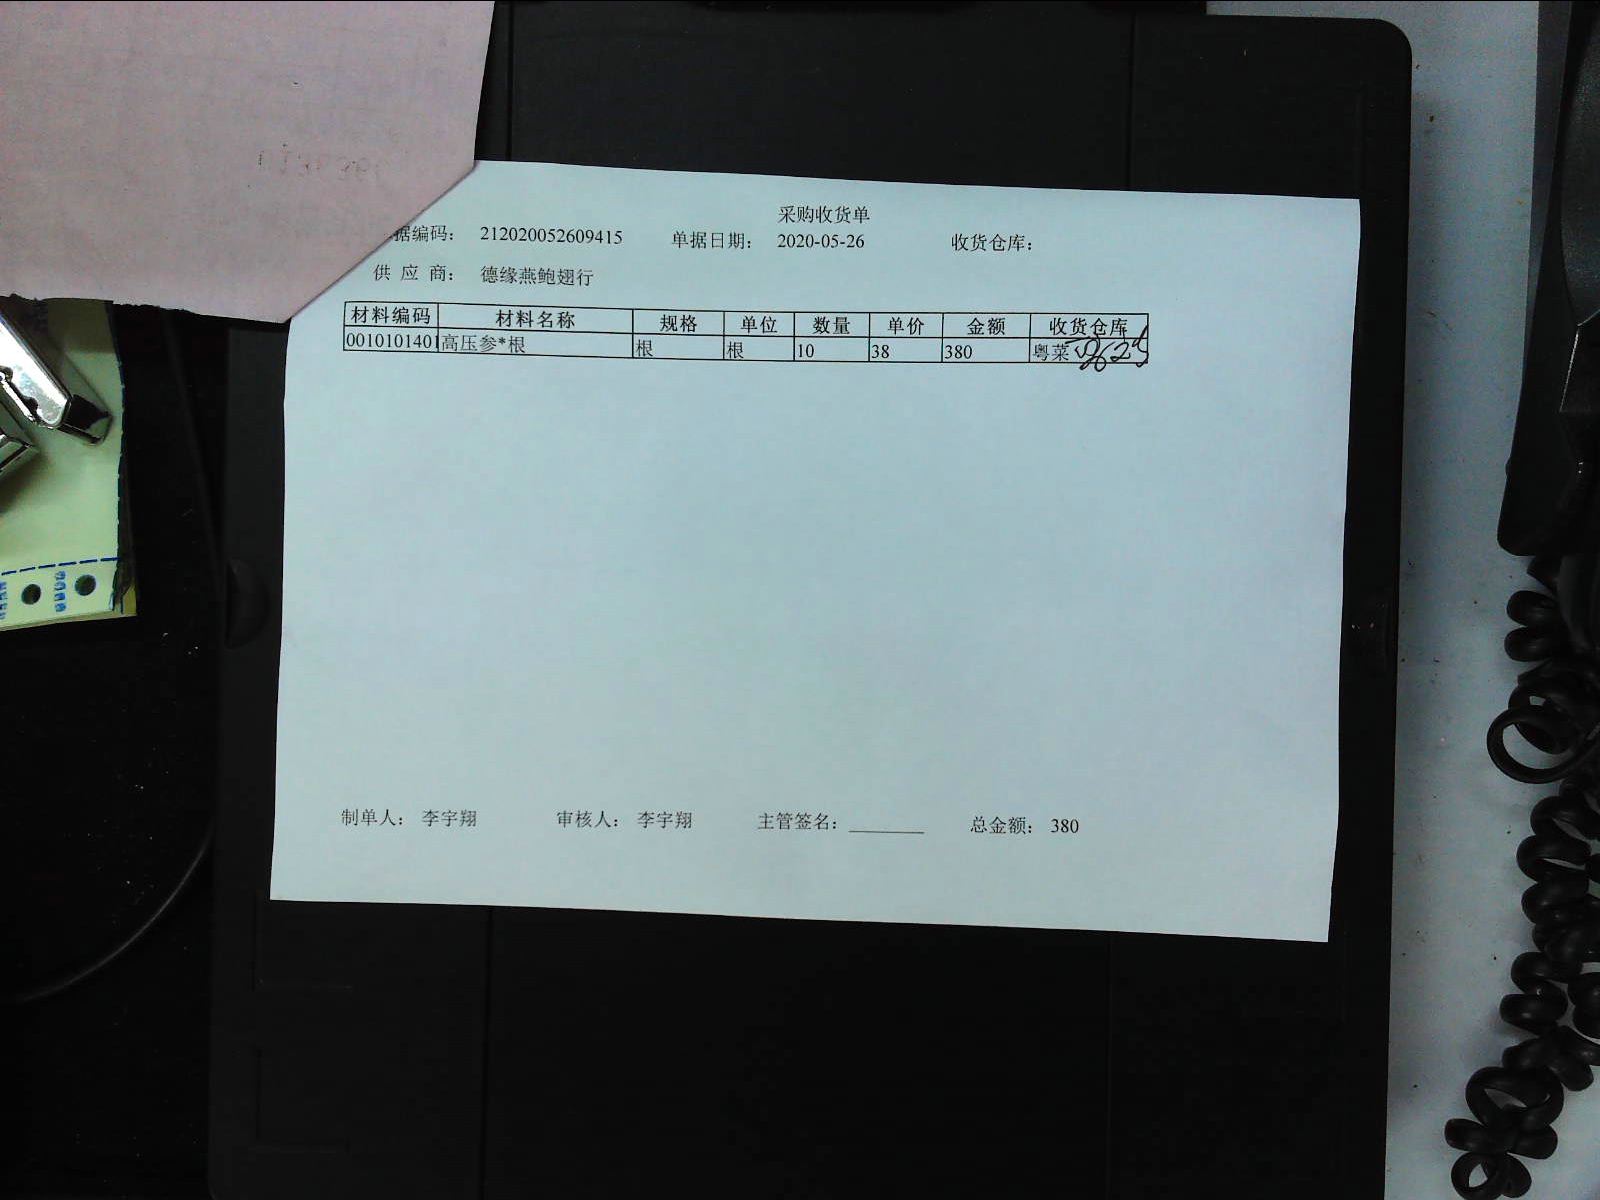 采购收货单
据编码： 212020052609415 单据日期： 2020-05-26 收货仓库：
供 应 商： 德缘燕鲍翅行
材料编码 材料名称 规格 单位 数量 单价 金额 收货仓库
0010101401 高压参*根 根 根 10 38 380 粤菜
制单人： 李宇翔 审核人： 李宇翔 主管签名： 总金额： 380